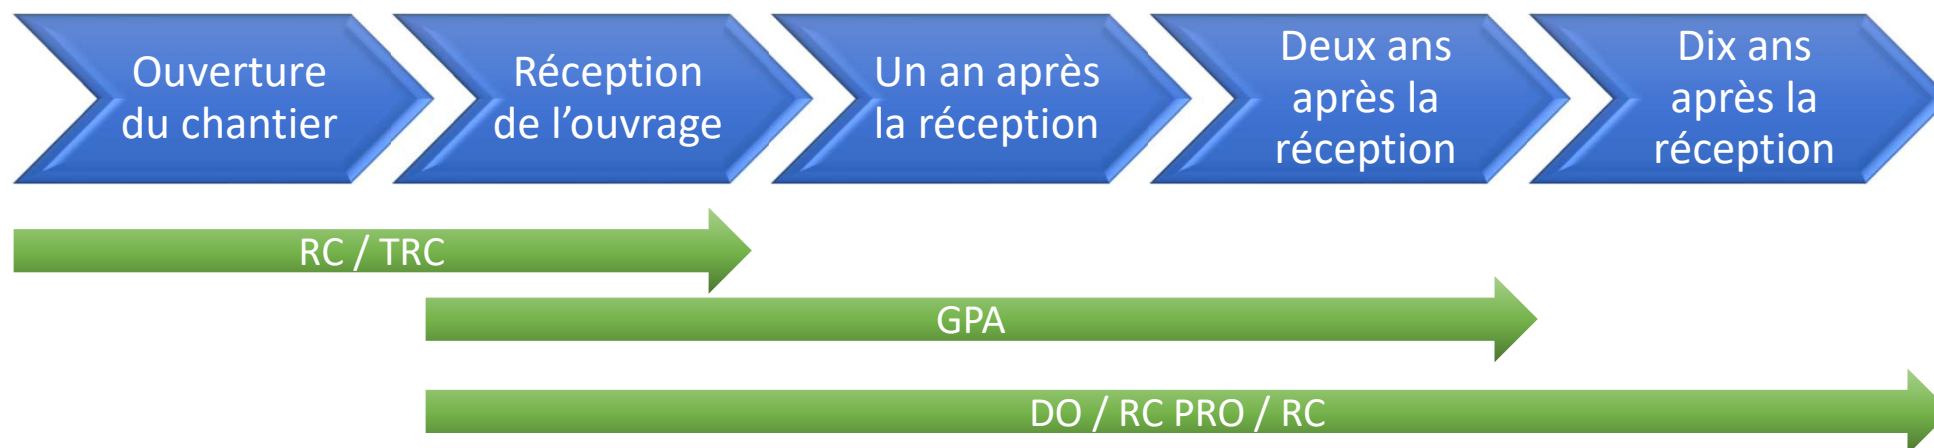 Ouverture
du chantier
Réception
de l’ouvrage
Un an après
la réception
Deux ans
après la
réception
Dix ans
après la
réception
RC / TRC
GPA
DO / RC PRO / RC